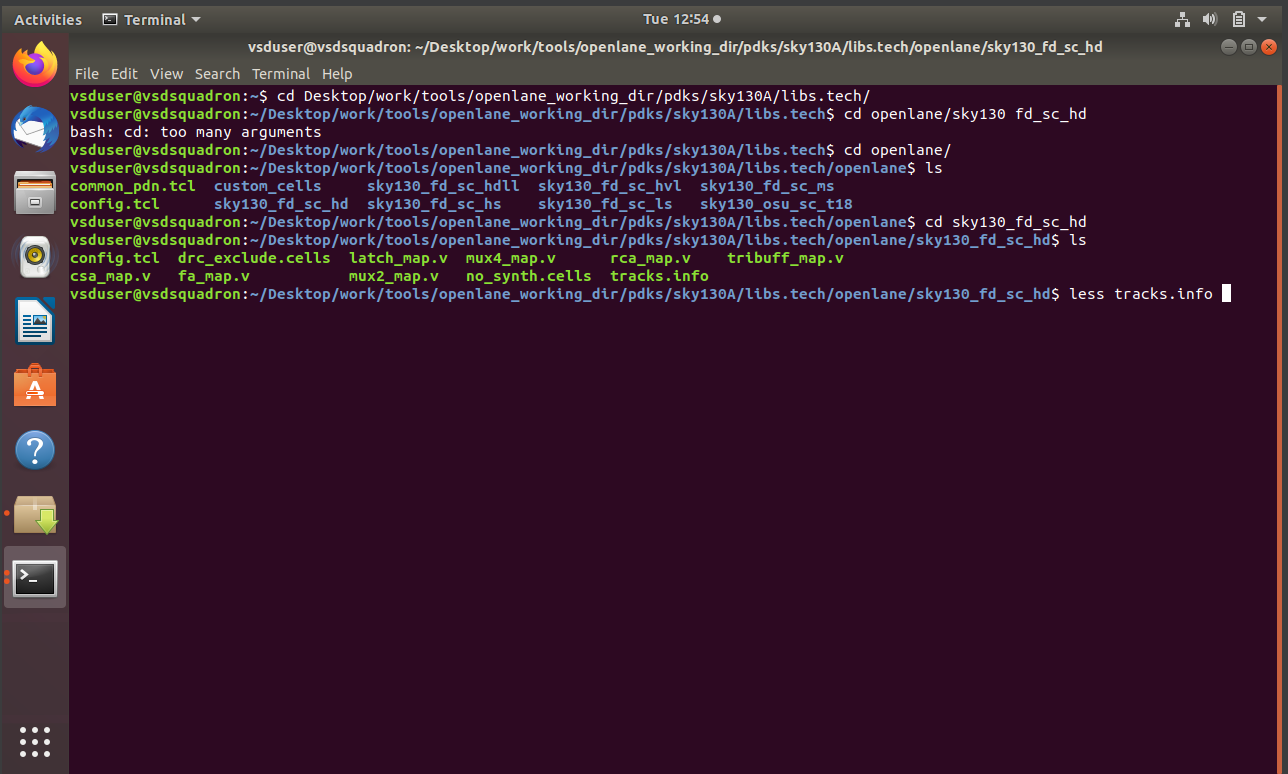 Activities Terminal Tue 12:54
vsduser@vsdsquadron: ~/Desktop/work/tools/openlane_working_dir/pdks/sky130A/libs.tech/openlane/sky130_fd_sc_hd
File Edit View Search Terminal Help
vsduser@vsdsquadron:~$ cd Desktop/work/tools/openlane_working_dir/pdks/sky130A/libs.tech/
vsduser@vsdsquadron:~/Desktop/work/tools/openlane_working_dir/pdks/sky130A/libs.tech$ cd openlane/sky130 fd_sc_hd
bash: cd: too many arguments
vsduser@vsdsquadron:~/Desktop/work/tools/openlane_working_dir/pdks/sky130A/libs.tech$ cd openlane/
vsduser@vsdsquadron:~/Desktop/work/tools/openlane_working_dir/pdks/sky130A/libs.tech/openlane$ ls
common_pdn.tcl custom_cells sky130_fd_sc_hdll sky130_fd_sc_hvl sky130_fd_sc_ms
config.tcl sky130_fd_sc_hd sky130_fd_sc_hs sky130_fd_sc_ls sky130_osu_sc_t18
vsduser@vsdsquadron:~/Desktop/work/tools/openlane_working_dir/pdks/sky130A/libs.tech/openlane$ cd sky130_fd_sc_hd
vsduser@vsdsquadron:~/Desktop/work/tools/openlane_working_dir/pdks/sky130A/libs.tech/openlane/sky130_fd_sc_hd$ ls
config.tcl drc_exclude.cells latch_map.v mux4_map.v rca_map.v tribuff_map.v
csa_map.v fa_map.v mux2_map.v no_synth.cells tracks.info
vsduser@vsdsquadron:~/Desktop/work/tools/openlane_working_dir/pdks/sky130A/libs.tech/openlane/sky130_fd_sc_hd$ less tracks.info